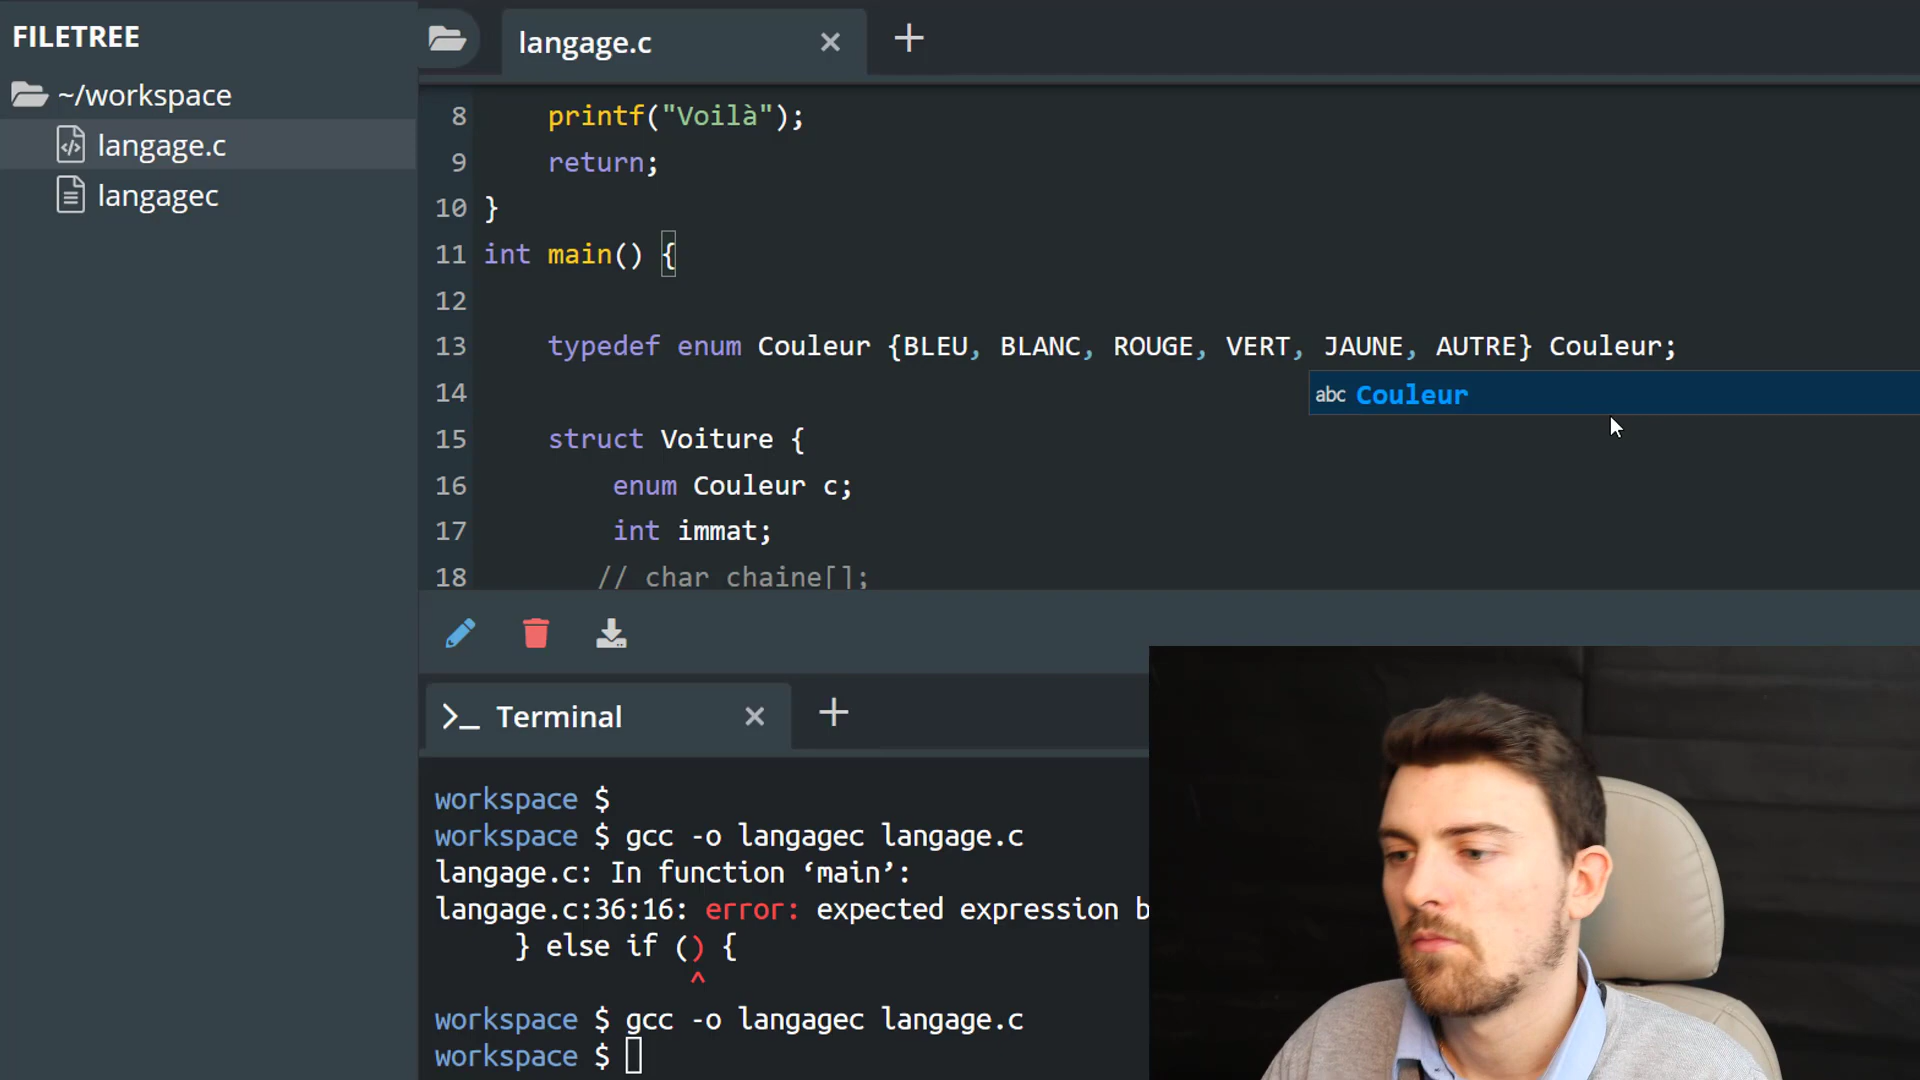 FILETREE
~/workspace
langage.c
langagec
langage.c
8 printf("Voilà");
9 return;
10 }
11 int main() {
12
13 typedef enum Couleur {BLEU, BLANC, ROUGE, VERT, JAUNE, AUTRE} Couleur;
abc Couleur
14
15 struct Voiture {
16 enum Couleur c;
17 int immat;
18 // char chaine[];
>_ Terminal
workspace $
workspace $ gcc -o langagec langage.c
langage.c: In function ‘main’:
langage.c:36:16: error: expected expression b
} else if () {
^
workspace $ gcc -o langagec langage.c
workspace $